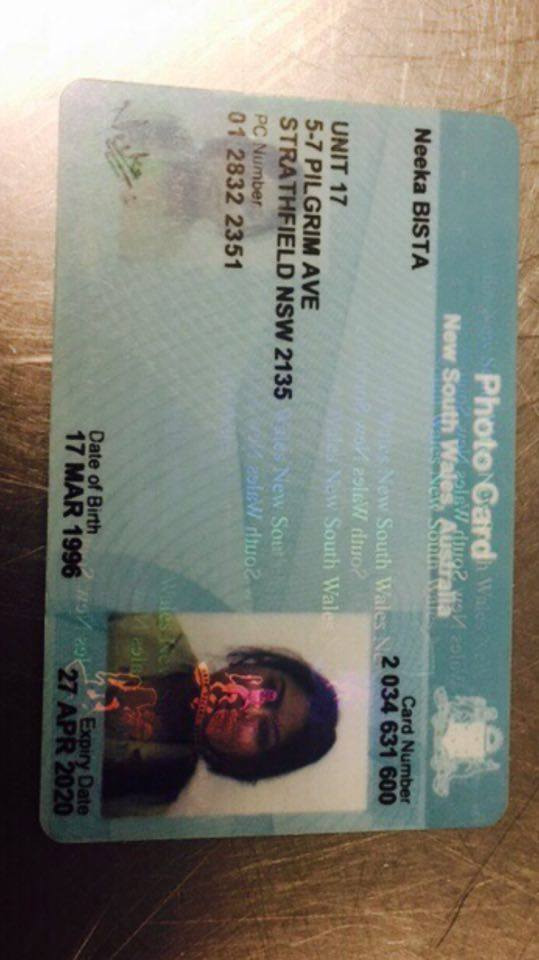 Photo Card
New South Wales, Australia
Neeka BISTA
Card Number
2 034 631 600
UNIT 17
5-7 PILGRIM AVE
STRATHFIELD NSW 2135
PC Number
01 2832 2351
Date of Birth
17 MAR 1996
Expiry Date
27 APR 2020